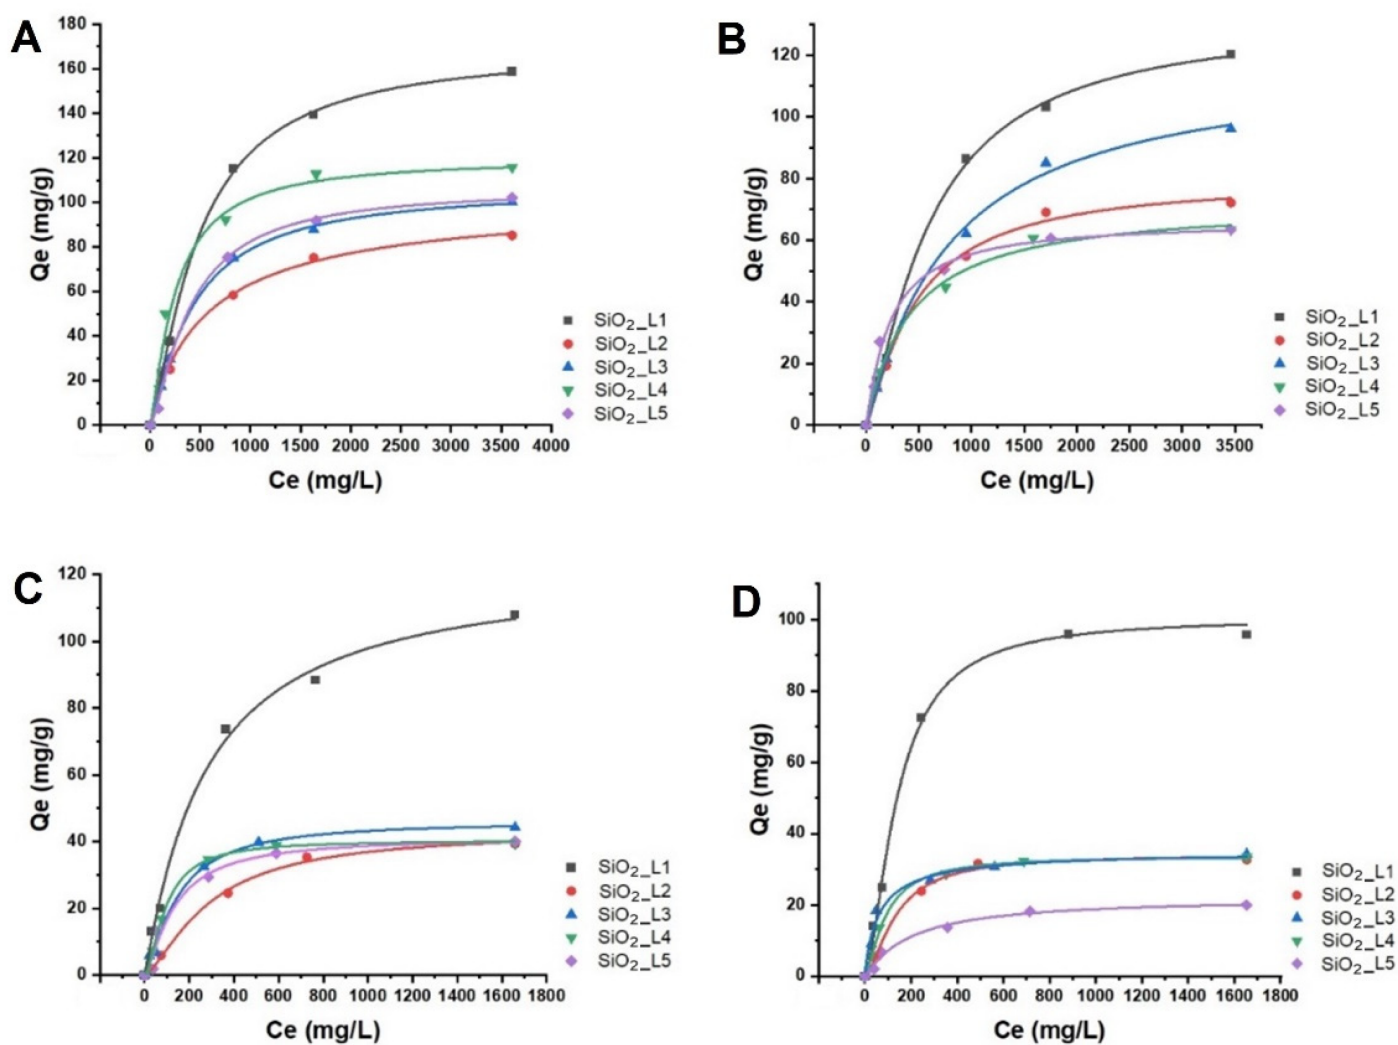 A
180
160
140
120
100
80
60
40
20
0
Qe (mg/g)
0 500 1000 1500 2000 2500 3000 3500 4000
Ce (mg/L)
SiO2_L1
SiO2_L2
SiO2_L3
SiO2_L4
SiO2_L5
B
120
100
80
60
40
20
0
Qe (mg/g)
0 500 1000 1500 2000 2500 3000 3500
Ce (mg/L)
SiO2_L1
SiO2_L2
SiO2_L3
SiO2_L4
SiO2_L5
C
120
100
80
60
40
20
0
Qe (mg/g)
0 200 400 600 800 1000 1200 1400 1600 1800
Ce (mg/L)
SiO2_L1
SiO2_L2
SiO2_L3
SiO2_L4
SiO2_L5
D
100
80
60
40
20
0
Qe (mg/g)
0 200 400 600 800 1000 1200 1400 1600 1800
Ce (mg/L)
SiO2_L1
SiO2_L2
SiO2_L3
SiO2_L4
SiO2_L5